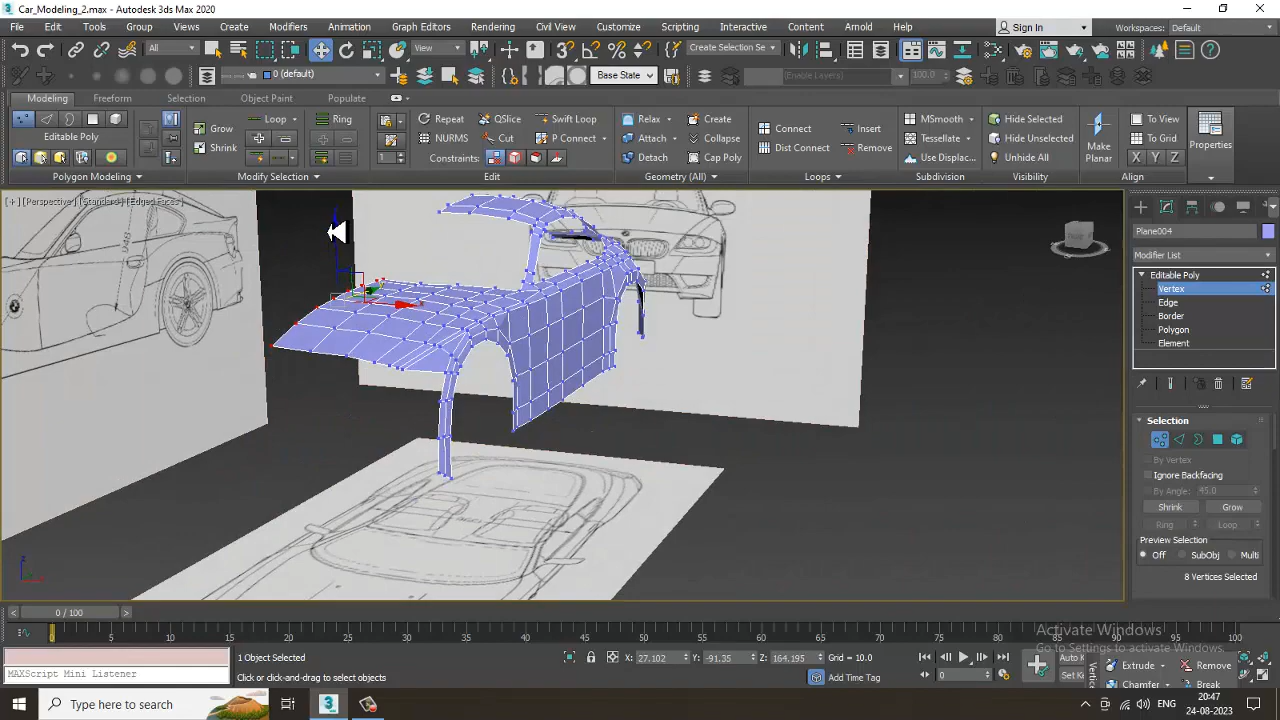 Car_Modeling_2.max - Autodesk 3ds Max 2020
File Edit Tools Group Views Create Modifiers Animation Graph Editors Rendering Civil View Customize Scripting Interactive Content Arnold Help Sign In Workspaces: Default
All View Create Selection Se
0 (default) Base State (Enable Layers) 100.0
Modeling Freeform Selection Object Paint Populate
Grow Loop Ring Repeat QSlice Swift Loop Relax Create Connect Insert MSmooth Hide Selected To View
Editable Poly
Shrink NURMS Cut P Connect Attach Collapse Dist Connect Remove Tessellate Hide Unselected Make Planar To Grid Properties
1 Constraints: Detach Cap Poly Use Displac... Unhide All X Y Z
Polygon Modeling Modify Selection Edit Geometry (All) Loops Subdivision Visibility Align
[ + ] [Perspective ] [Standard ] [Edged Faces ]
Plane004
Modifier List
Editable Poly
Vertex
Edge
Border
Polygon
Element
Selection
By Vertex
Ignore Backfacing
By Angle: 45.0
Shrink Grow
Ring Loop
Preview Selection
Off SubObj Multi
8 Vertices Selected
0 / 100
0 5 10 15 20 25 30 35 40 45 50 55 60 65 70 75 80 85 90 95 100
Activate Windows
Go to Settings to activate Windows.
1 Object Selected X: 27.102 Y: -91.35 Z: 164.195 Grid = 10.0 Auto K Extrude Remove
MAXScript Mini Listener Click or click-and-drag to select objects Add Time Tag 0 Set K Vertices Chamfer Break
Type here to search ENG 20:47
24-08-2023